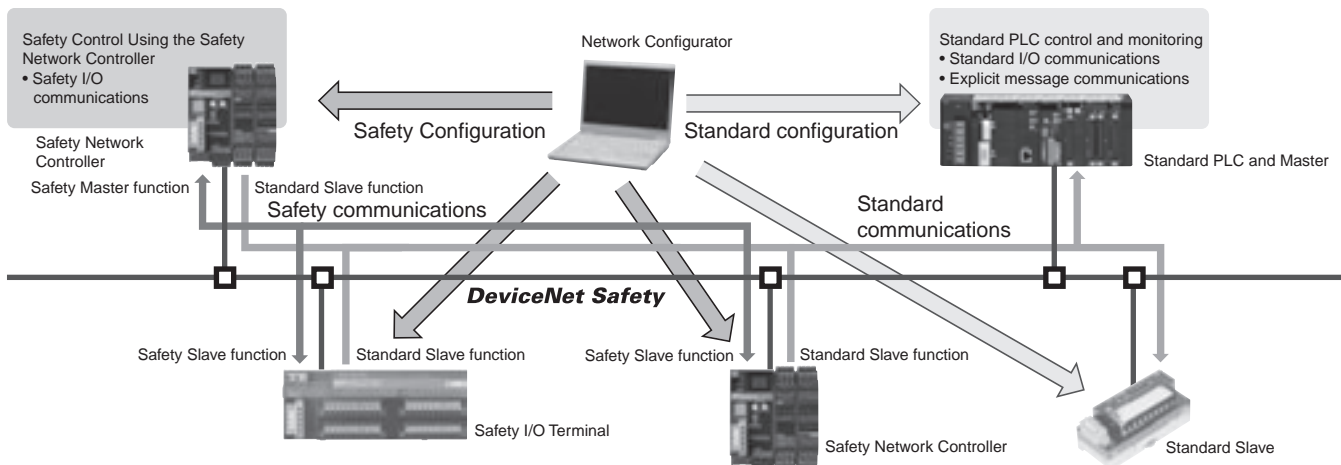 Safety Control Using the Safety
Network Controller
• Safety I/O
communications
Network Configurator
Standard PLC control and monitoring
• Standard I/O communications
• Explicit message communications
Safety Configuration
Standard configuration
Safety Network
Controller
Standard PLC and Master
Safety Master function
Standard Slave function
Safety communications
Standard
communications
DeviceNet Safety
Safety Slave function
Standard Slave function
Safety Slave function
Standard Slave function
Safety I/O Terminal
Safety Network Controller
Standard Slave